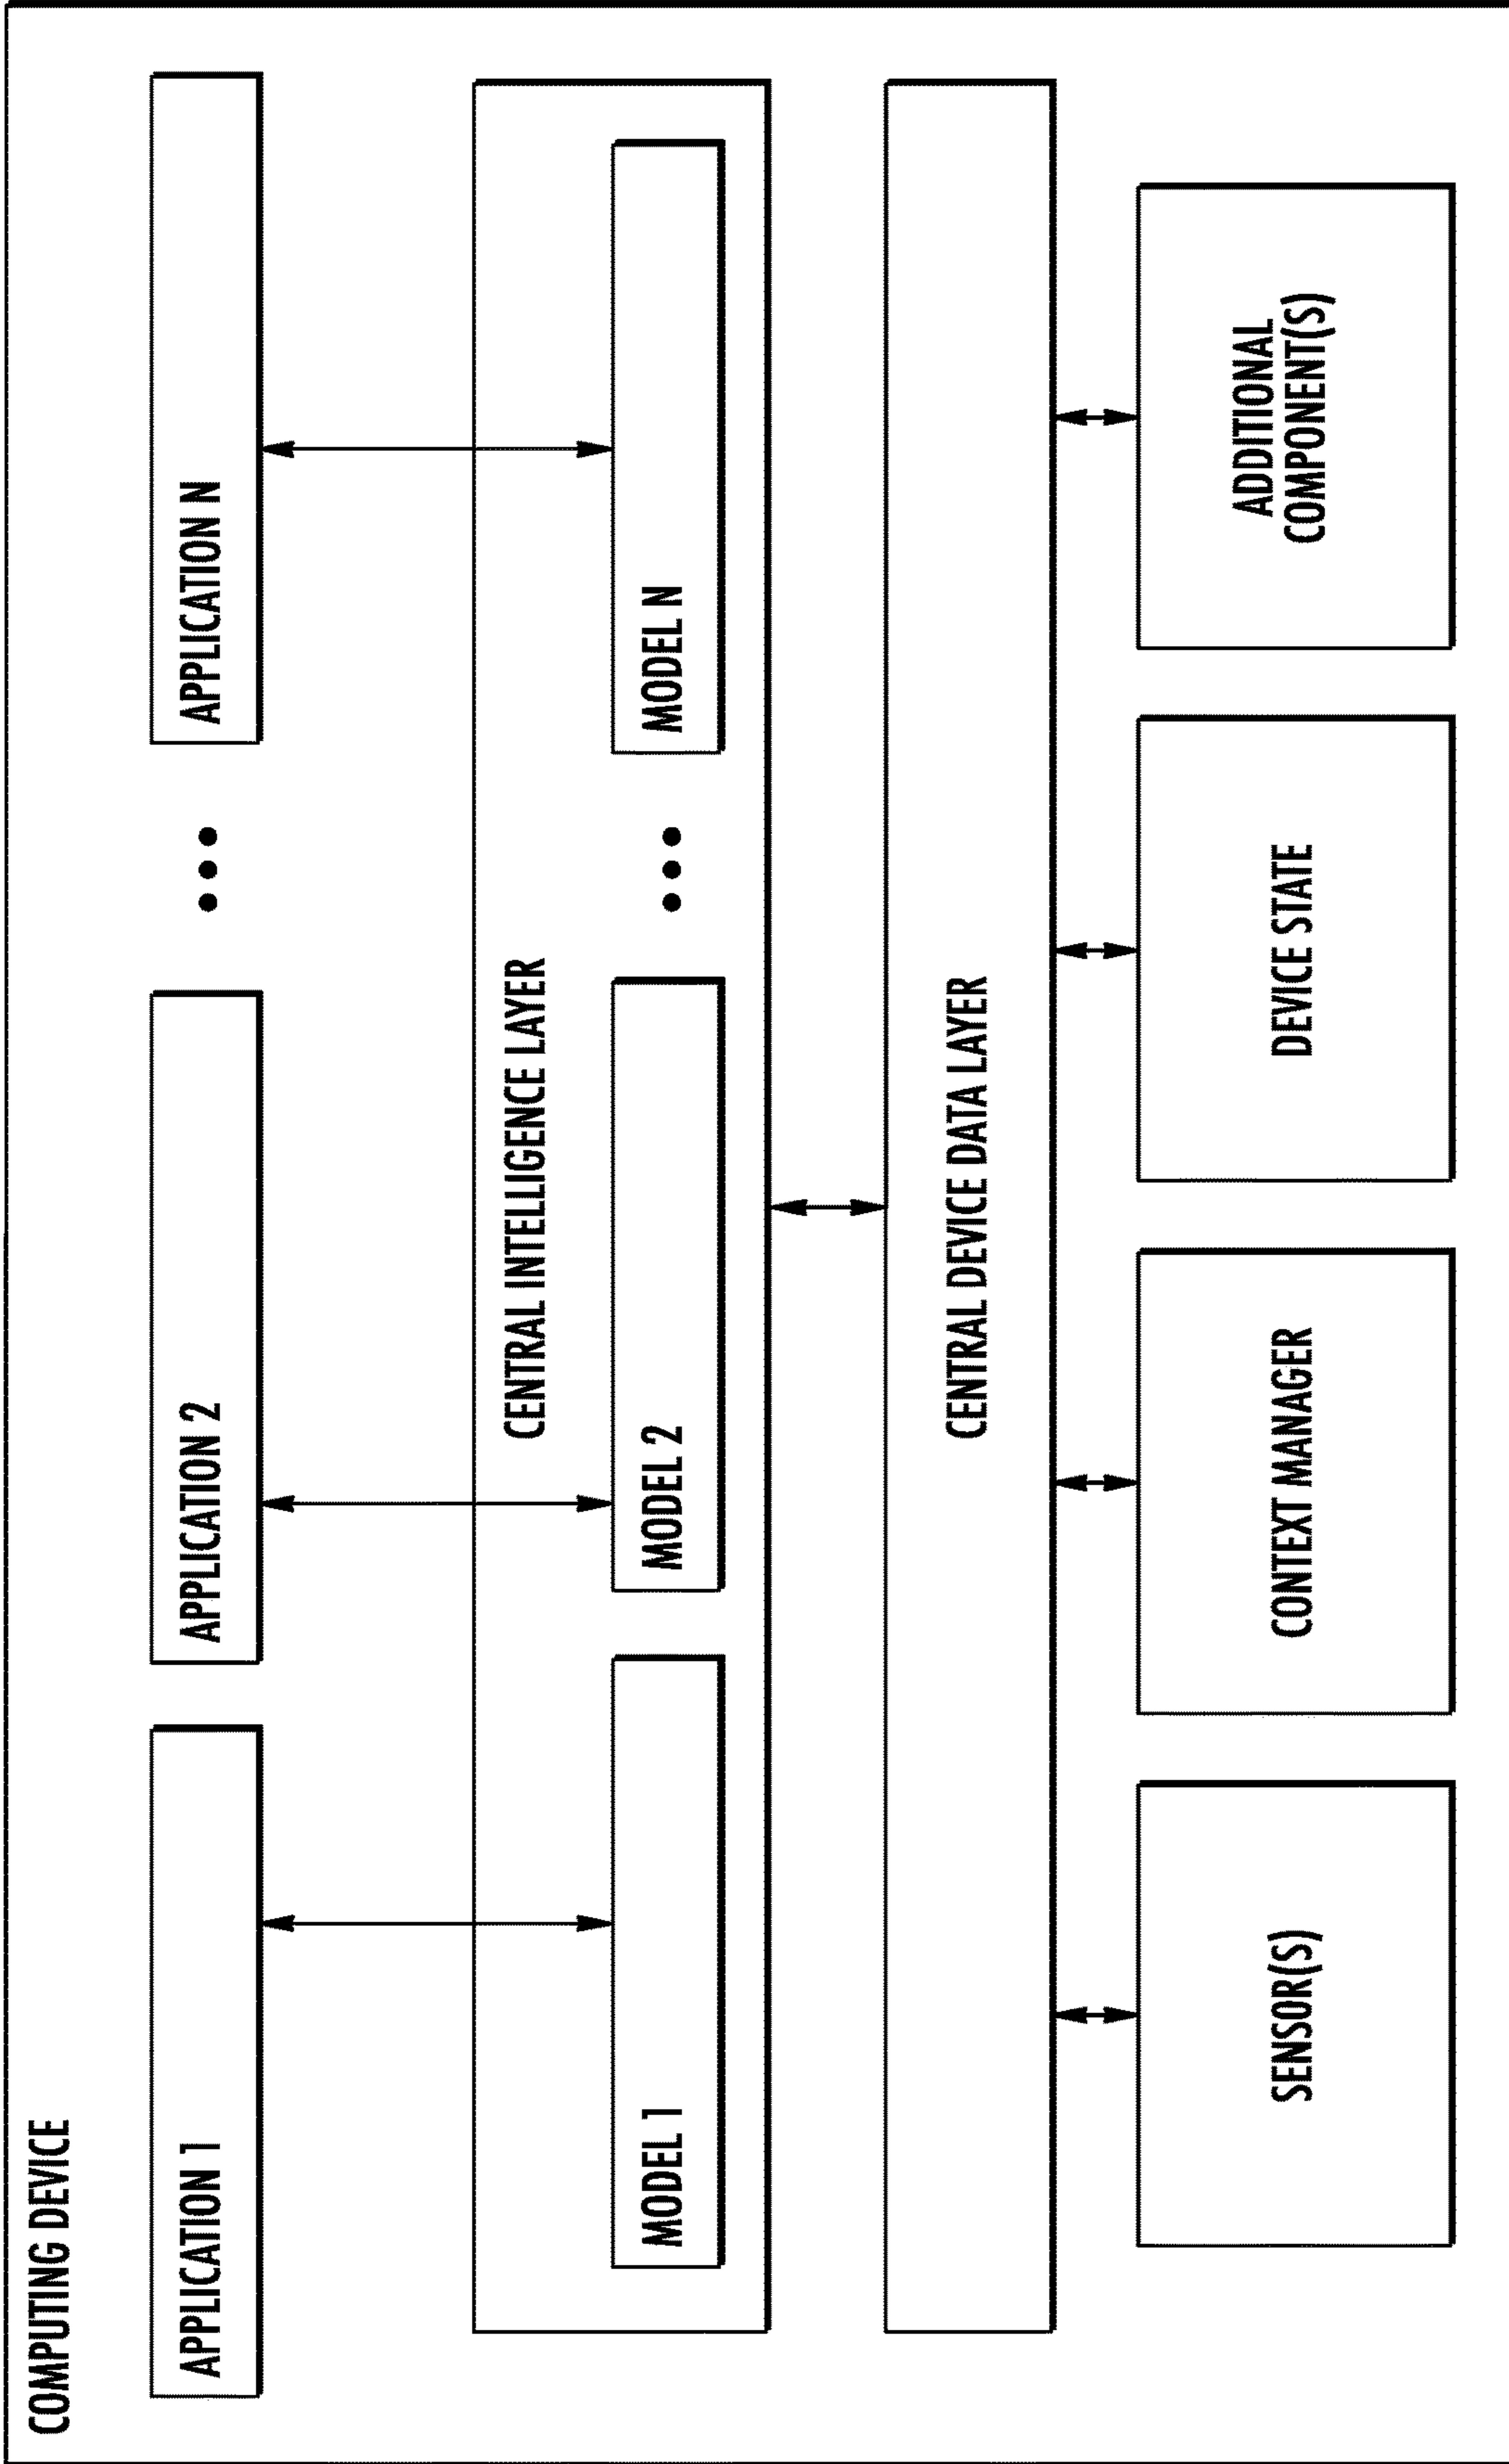 COMPUTING DEVICE
APPLICATION 1
APPLICATION 2
APPLICATION N
CENTRAL INTELLIGENCE LAYER
MODEL 1
MODEL 2
MODEL N
CENTRAL DEVICE DATA LAYER
SENSOR(S)
CONTEXT MANAGER
DEVICE STATE
ADDITIONAL
COMPONENT(S)